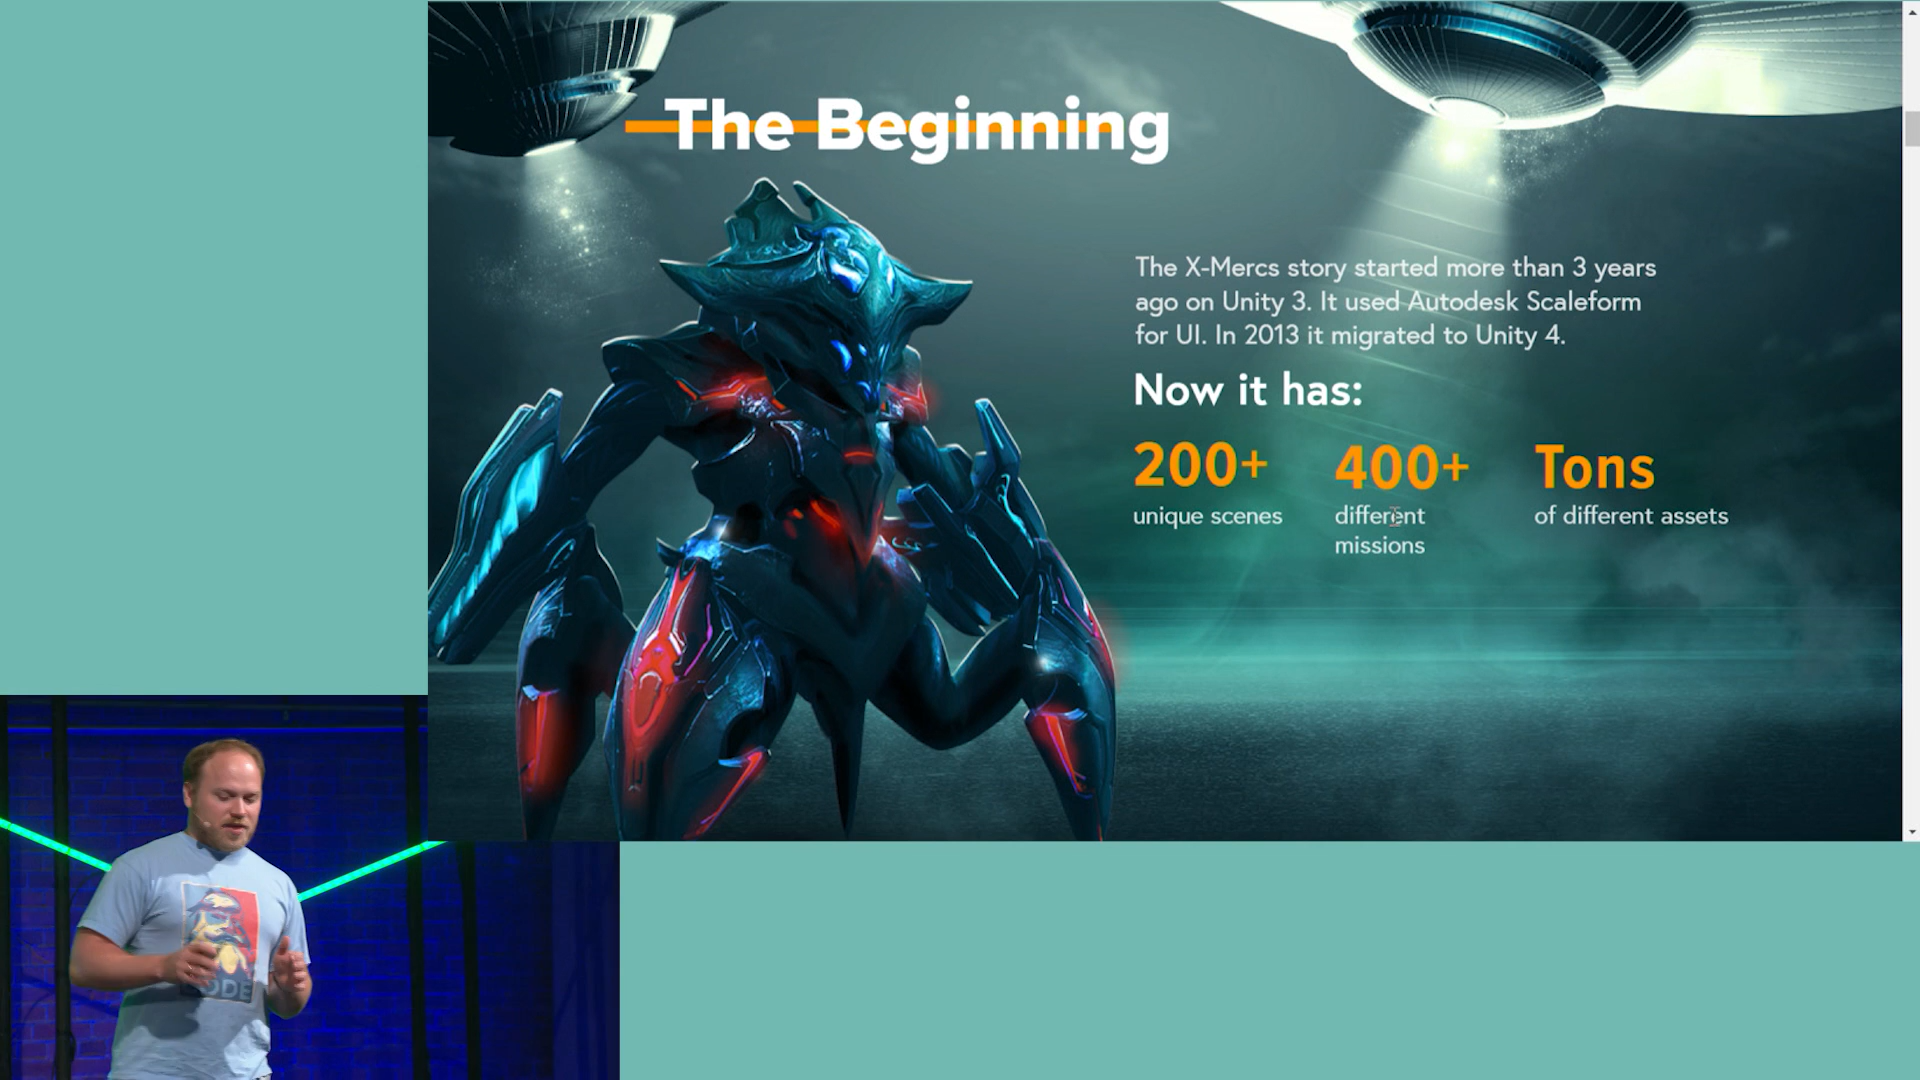 The Beginning
The X-Mercs story started more than 3 years
ago on Unity 3. It used Autodesk Scaleform
for UI. In 2013 it migrated to Unity 4.
Now it has:
200+
unique scenes
400+
different
missions
Tons
of different assets
ODE